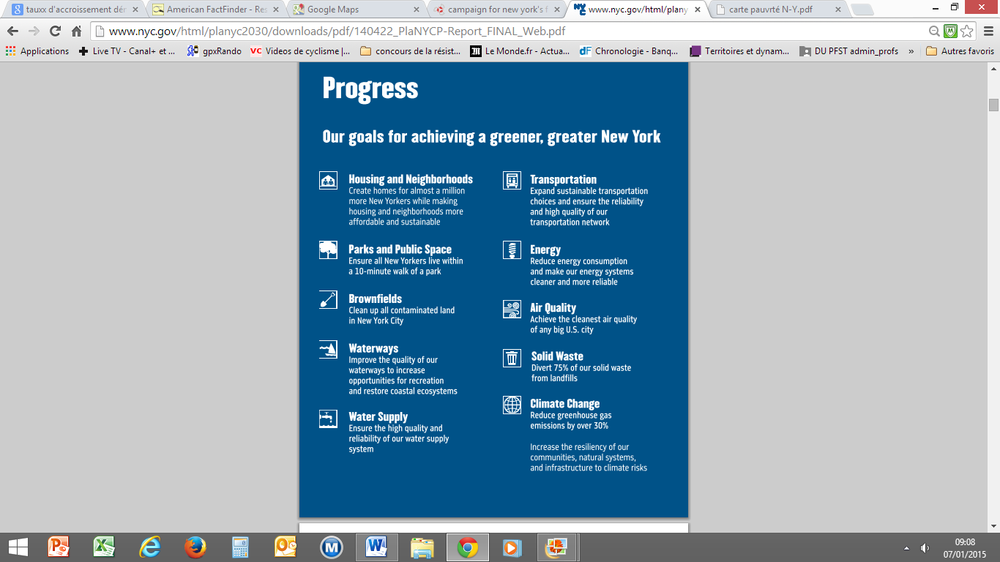 tauxx d'accroissement dér
American FactFinder - Res
Google Maps
campaign for new york's f
www.nyc.gov/html/plany
carte pauvrté N-Y.pdf
www.nyc.gov/html/planyc2030/downloads/pdf/140422_PlaNYCP-Report_FINAL_Web.pdf
Applications
Live TV - Canal+ et ...
gpxRando
VC Videos de cyclisme |...
concours de la résist...
Le Monde.fr - Actua...
dF Chronologie - Banq...
Territoires et dynam...
DU PFST admin_profs
»
Autres favoris
Progress
Our goals for achieving a greener, greater New York
Housing and Neighborhoods
Create homes for almost a million
more New Yorkers while making
housing and neighborhoods more
affordable and sustainable
Parks and Public Space
Ensure all New Yorkers live within
a 10-minute walk of a park
Brownfields
Clean up all contaminated land
in New York City
Waterways
Improve the quality of our
waterways to increase
opportunities for recreation
and restore coastal ecosystems
Water Supply
Ensure the high quality and
reliability of our water supply
system
Transportation
Expand sustainable transportation
choices and ensure the reliability
and high quality of our
transportation network
Energy
Reduce energy consumption
and make our energy systems
cleaner and more reliable
Air Quality
Achieve the cleanest air quality
of any big U.S. city
Solid Waste
Divert 75% of our solid waste
from landfills
Climate Change
Reduce greenhouse gas
emissions by over 30%
Increase the resiliency of our
communities, natural systems,
and infrastructure to climate risks
09:08
07/01/2015